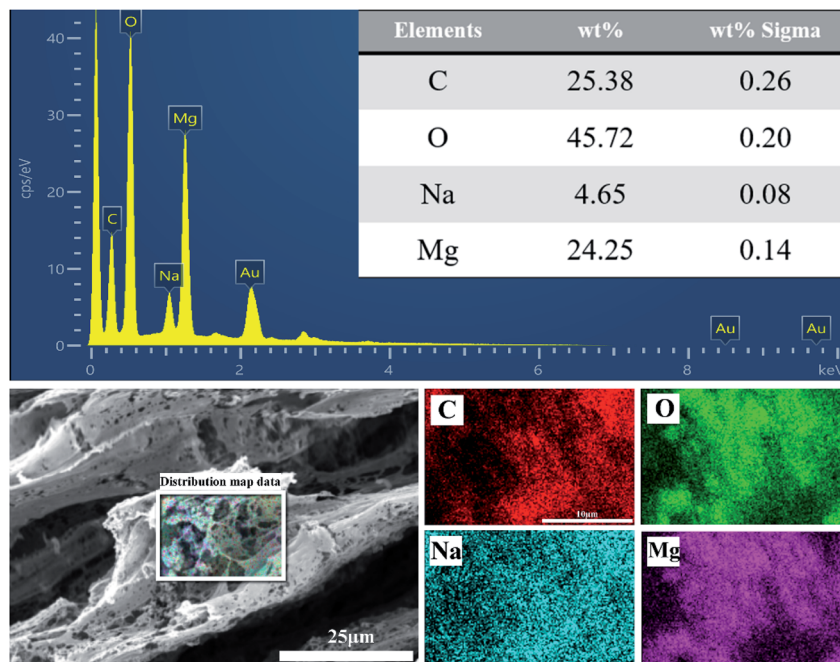 40
30
20
10
0
cps/eV
O
Mg
C
Na
Au
Au
Au
0
2
4
6
8
keV
Elements wt% wt% Sigma
C 25.38 0.26
O 45.72 0.20
Na 4.65 0.08
Mg 24.25 0.14
Distribution map data
25μm
C
10μm
O
Na
Mg